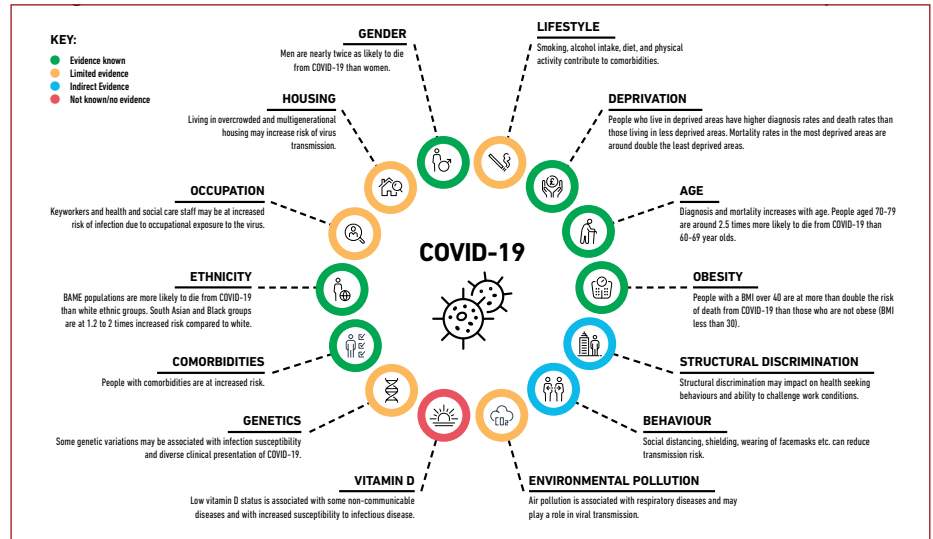 KEY:
Evidence known
Limited evidence
Indirect Evidence
Not known/no evidence
GENDER
Men are nearly twice as likely to die
from COVID-19 than women.
LIFESTYLE
Smoking, alcohol intake, diet, and physical
activity contribute to comorbidities.
HOUSING
Living in overcrowded and multigenerational
housing may increase risk of virus
transmission.
DEPRIVATION
People who live in deprived areas have higher diagnosis rates and death rates than
those living in less deprived areas. Mortality rates in the most deprived areas are
around double the least deprived areas.
OCCUPATION
Keyworkers and health and social care staff may be at increased
risk of infection due to occupational exposure to the virus.
AGE
Diagnosis and mortality increases with age. People aged 70-79
are around 2.5 times more likely to die from COVID-19 than
60-69 year olds.
COVID-19
ETHNICITY
BAME populations are more likely to die from COVID-19
than white ethnic groups. South Asian and Black groups
are at 1.2 to 2 times increased risk compared to white.
OBESITY
People with a BMI over 40 are at more than double the risk
of death from COVID-19 than those who are not obese (BMI
less than 30).
COMORBIDITIES
People with comorbidities are at increased risk.
STRUCTURAL DISCRIMINATION
Structural discrimination may impact on health seeking
behaviours and ability to challenge work conditions.
GENETICS
Some genetic variations may be associated with infection susceptibility
and diverse clinical presentation of COVID-19.
BEHAVIOUR
Social distancing, shielding, wearing of facemasks etc. can reduce
transmission risk.
CO2
VITAMIN D
Low vitamin D status is associated with some non-communicable
diseases and with increased susceptibility to infectious disease.
ENVIRONMENTAL POLLUTION
Air pollution is associated with respiratory diseases and may
play a role in viral transmission.